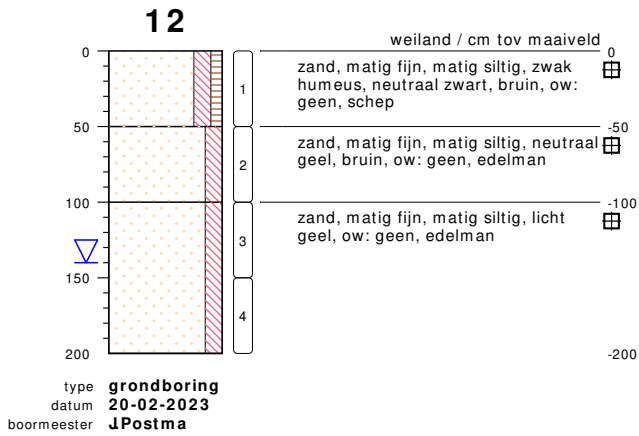 12
weiland / cm tov maaiveld
0
0
zand, matig fijn, matig siltig, zwak
humeus, neutraal zwart, bruin, ow:
geen, schep
1
50
-50
zand, matig fijn, matig siltig, neutraal
geel, bruin, ow: geen, edelman
2
100
-100
zand, matig fijn, matig siltig, licht
geel, ow: geen, edelman
3
150
4
200
-200
type grondboring
datum 20-02-2023
boormeester J.Postma